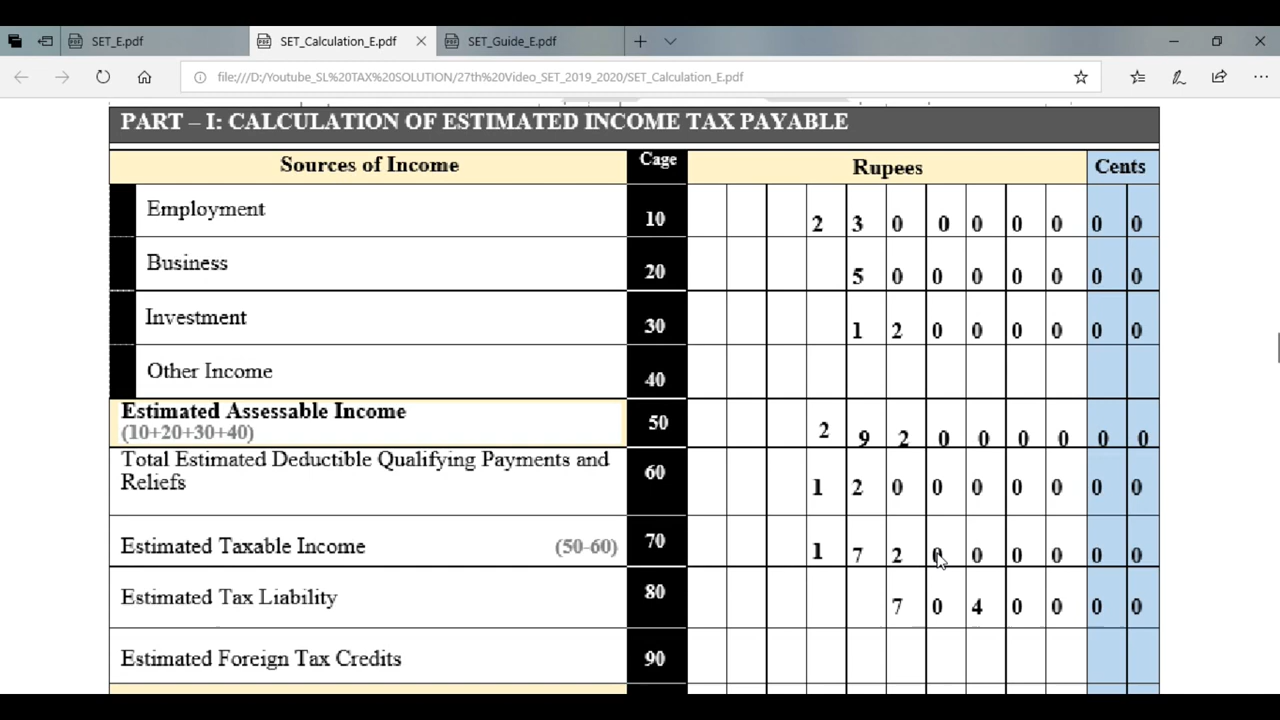 SET_E.pdf SET_Calculation_E.pdf SET_Guide_E.pdf
file:///D:/Youtube_SL%20TAX%20SOLUTION/27th%20Video_SET_2019_2020/SET_Calculation_E.pdf
PART – I: CALCULATION OF ESTIMATED INCOME TAX PAYABLE
Sources of Income Cage Rupees Cents
Employment 10 2 3 0 0 0 0 0 0 0
Business 20 5 0 0 0 0 0 0 0
Investment 30 1 2 0 0 0 0 0 0
Other Income 40
Estimated Assessable Income
(10+20+30+40) 50 2 9 2 0 0 0 0 0 0
Total Estimated Deductible Qualifying Payments and
Reliefs 60 1 2 0 0 0 0 0 0 0
Estimated Taxable Income (50-60) 70 1 7 2 0 0 0 0 0 0
Estimated Tax Liability 80 7 0 4 0 0 0 0
Estimated Foreign Tax Credits 90